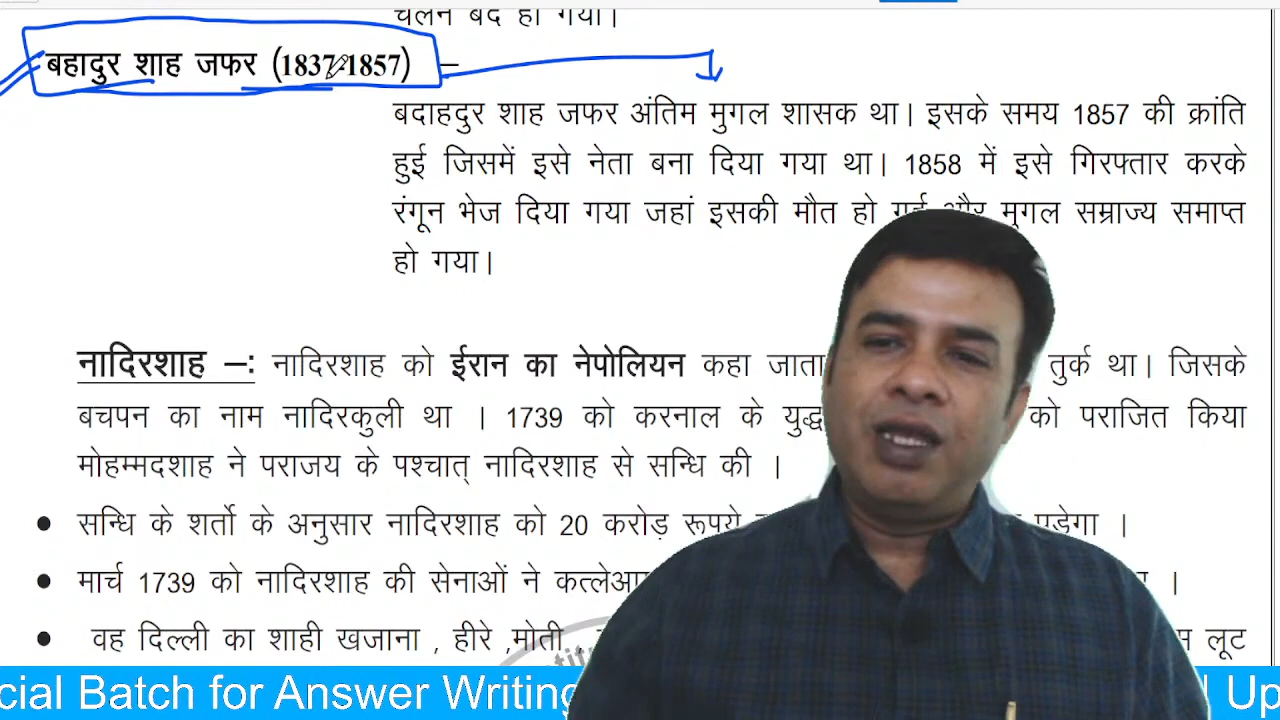 चलन बंद हो गया।
बहादुर शाह जफर (1837-1857) –
बदाहदुर शाह जफर अंतिम मुगल शासक था। इसके समय 1857 की क्रांति
हुई जिसमें इसे नेता बना दिया गया था। 1858 में इसे गिरफ्तार करके
रंगून भेज दिया गया जहां इसकी मौत हो गई और मुगल सम्राज्य समाप्त
हो गया।
नादिरशाह –: नादिरशाह को ईरान का नेपोलियन कहा जाता तुर्क था। जिसके
बचपन का नाम नादिरकुली था । 1739 को करनाल के युद्ध को पराजित किया
मोहम्मदशाह ने पराजय के पश्चात् नादिरशाह से सन्धि की ।
• सन्धि के शर्तो के अनुसार नादिरशाह को 20 करोड़ रूपये पड़ेगा ।
• मार्च 1739 को नादिरशाह की सेनाओं ने ।
• वह दिल्ली का शाही खजाना , हीरे ,मोती , लूट
Batch for Answer Writing